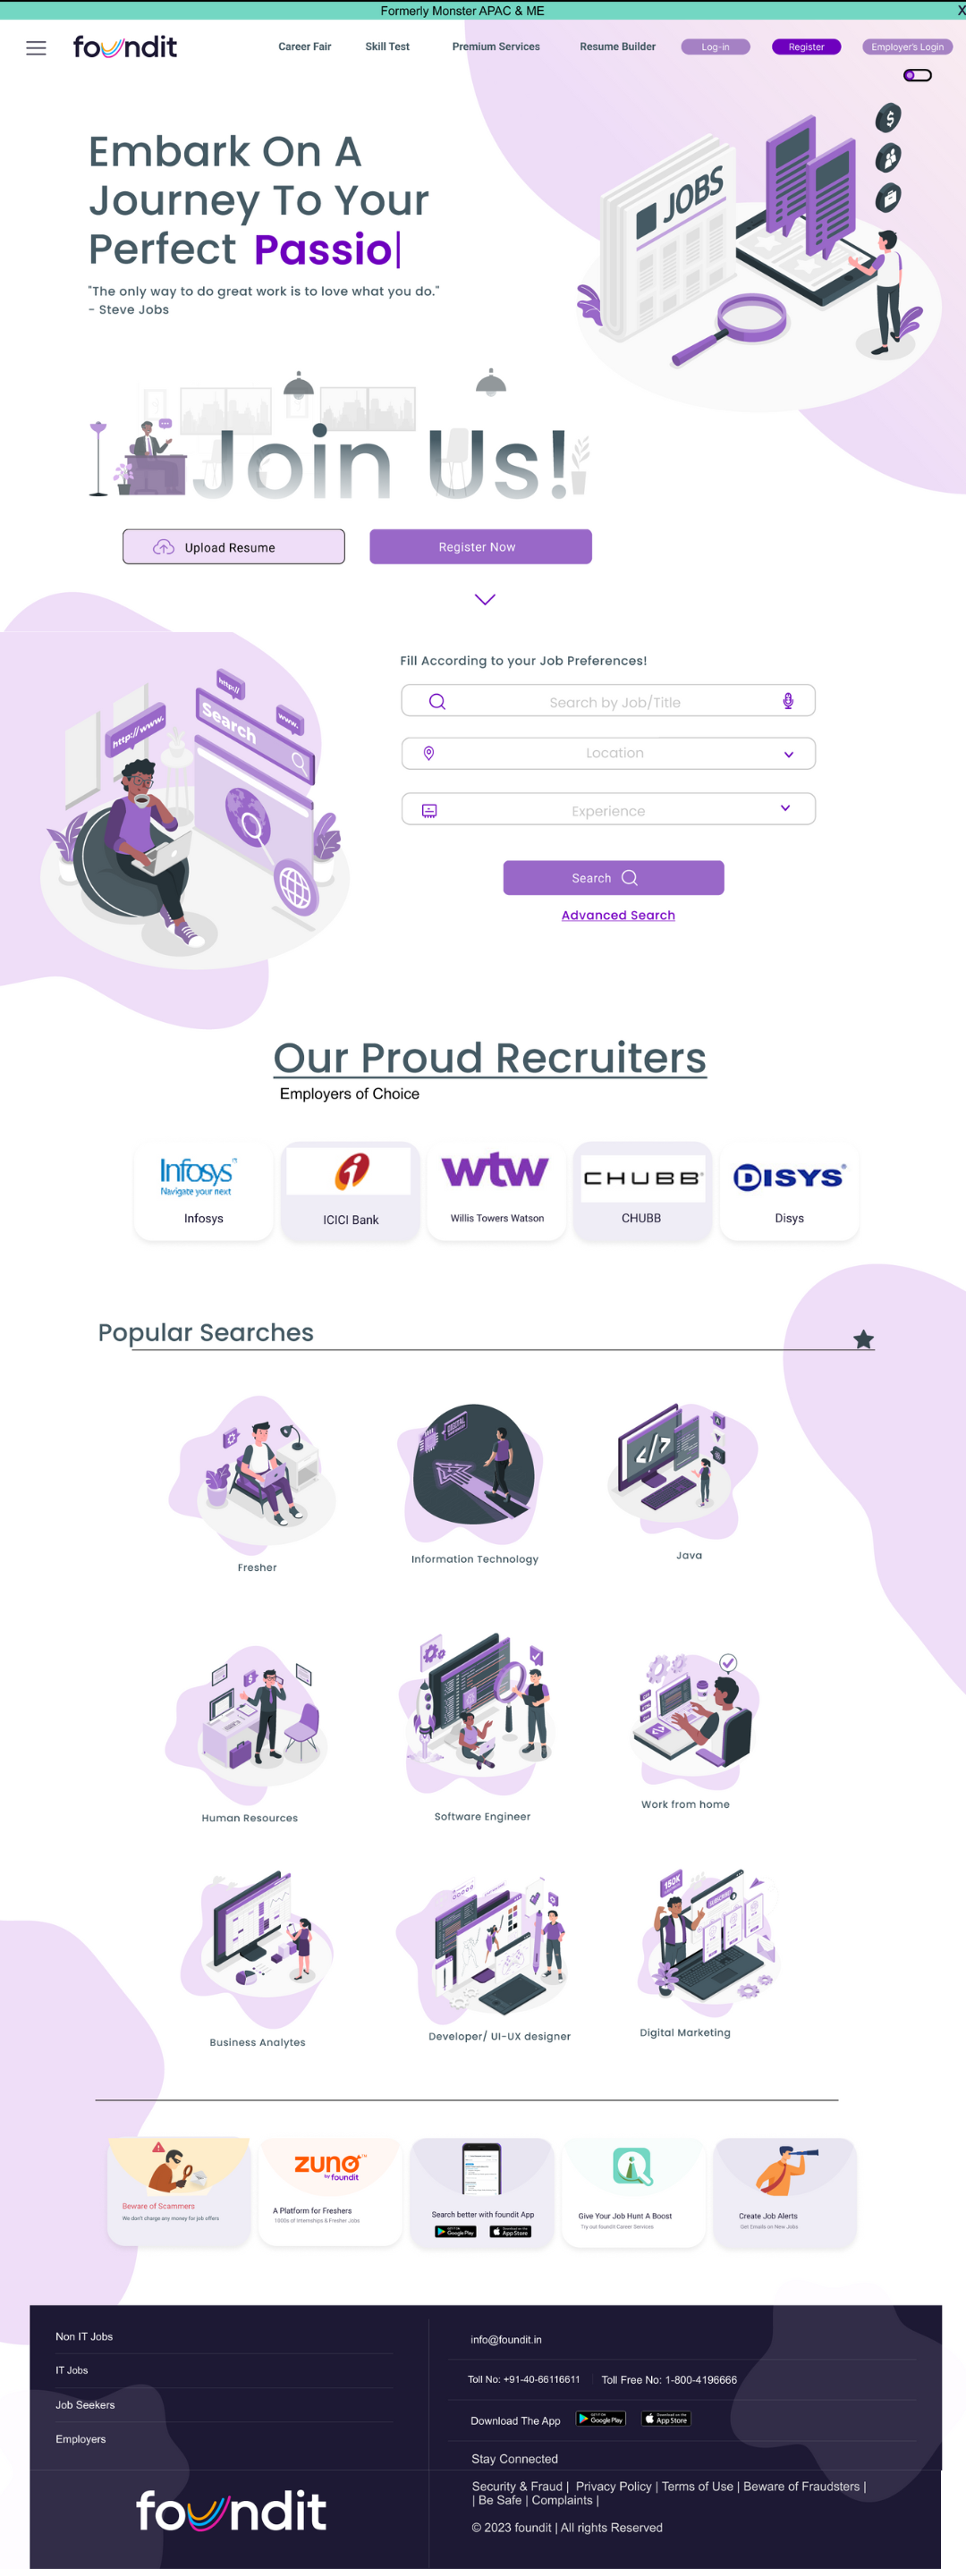 Formerly Monster APAC & ME
X
foundit
Career Fair
Skill Test
Premium Services
Resume Builder
Log-in
Register
Employer's Login
Embark On A
Journey To Your
Perfect Passio|
"The only way to do great work is to love what you do."
- Steve Jobs
JOBS
$
Join Us!
Upload Resume
Register Now
Fill According to your Job Preferences!
Search by Job/Title
Location
Experience
Search
Advanced Search
http://
http://www.
www.
Search
Our Proud Recruiters
Employers of Choice
Infosys
Navigate your next
Infosys
ICICI Bank
wtw
Willis Towers Watson
CHUBB
CHUBB
DISYS
Disys
Popular Searches
DIGITAL
</>
Fresher
Information Technology
Java
Human Resources
Software Engineer
Work from home
150K
Business Analytes
Developer/ UI-UX designer
Digital Marketing
Beware of Scammers
We don't charge any money for job offers
zuno
by foundit
A Platform for Freshers
1000s of Internships & Fresher Jobs
Search better with foundit App
Google Play
App Store
Give Your Job Hunt A Boost
Try out foundit Career Services
Create Job Alerts
Get Emails on New Jobs
Non IT Jobs
IT Jobs
Job Seekers
Employers
foundit
info@foundit.in
Toll No: +91-40-66116611
Toll Free No: 1-800-4196666
Download The App
GET IT ON
Google Play
Download on the
App Store
Stay Connected
Security & Fraud | Privacy Policy | Terms of Use | Beware of Fraudsters |
| Be Safe | Complaints |
© 2023 foundit | All rights Reserved